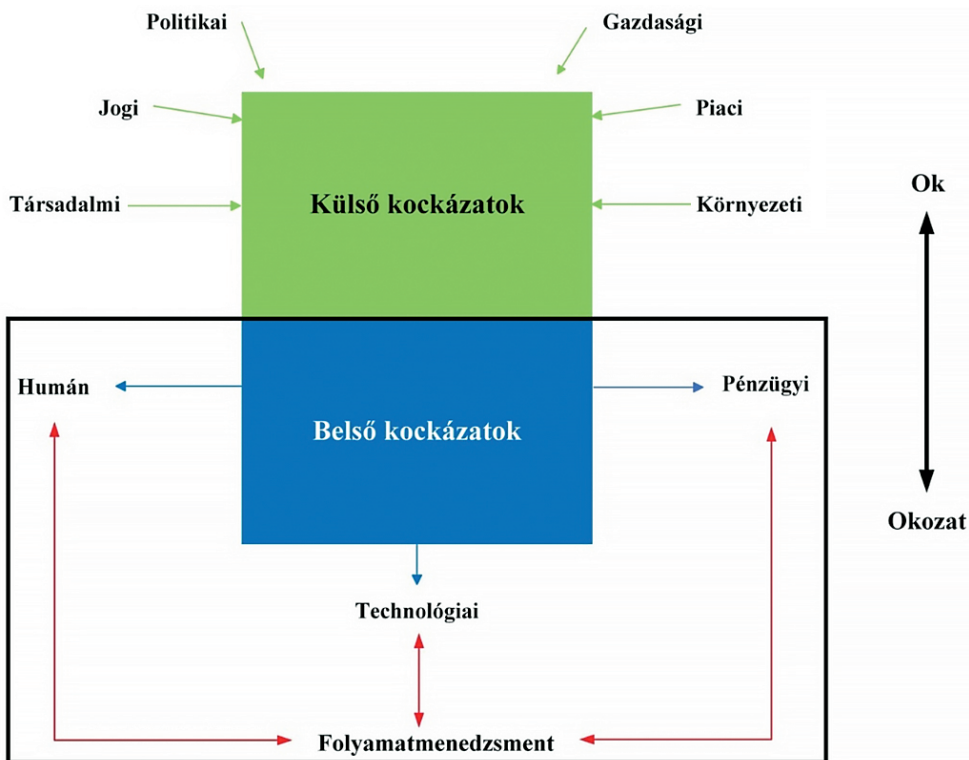 Politikai
Gazdasági
Jogi
Piaci
Társadalmi
Külső kockázatok
Környezeti
Ok
Humán
Pénzügyi
Belső kockázatok
Okozat
Technológiai
Folyamatmenedzsment